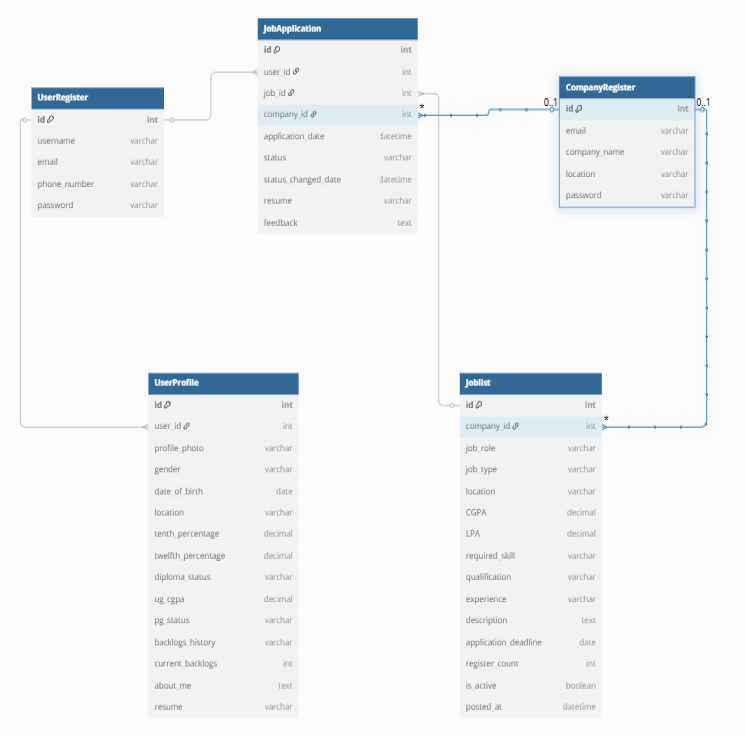 JobApplication
id int
user_id int
job_id int
company_id int
application_date datetime
status varchar
status_changed_date datetime
resume varchar
feedback text
*
0..1
CompanyRegister
id int
email varchar
company_name varchar
location varchar
password varchar
0..1
UserRegister
id int
username varchar
email varchar
phone_number varchar
password varchar
UserProfile
id int
user_id int
profile_photo varchar
gender varchar
date_of_birth date
location varchar
tenth_percentage decimal
twelfth_percentage decimal
diploma_status varchar
ug_cgpa decimal
pg_status varchar
backlogs_history varchar
current_backlogs int
about_me text
resume varchar
Joblist
id int
company_id int
*
job_role varchar
job_type varchar
location varchar
CGPA decimal
LPA decimal
required_skill varchar
qualification varchar
experience varchar
description text
application_deadline date
register_count int
is_active boolean
posted_at datetime